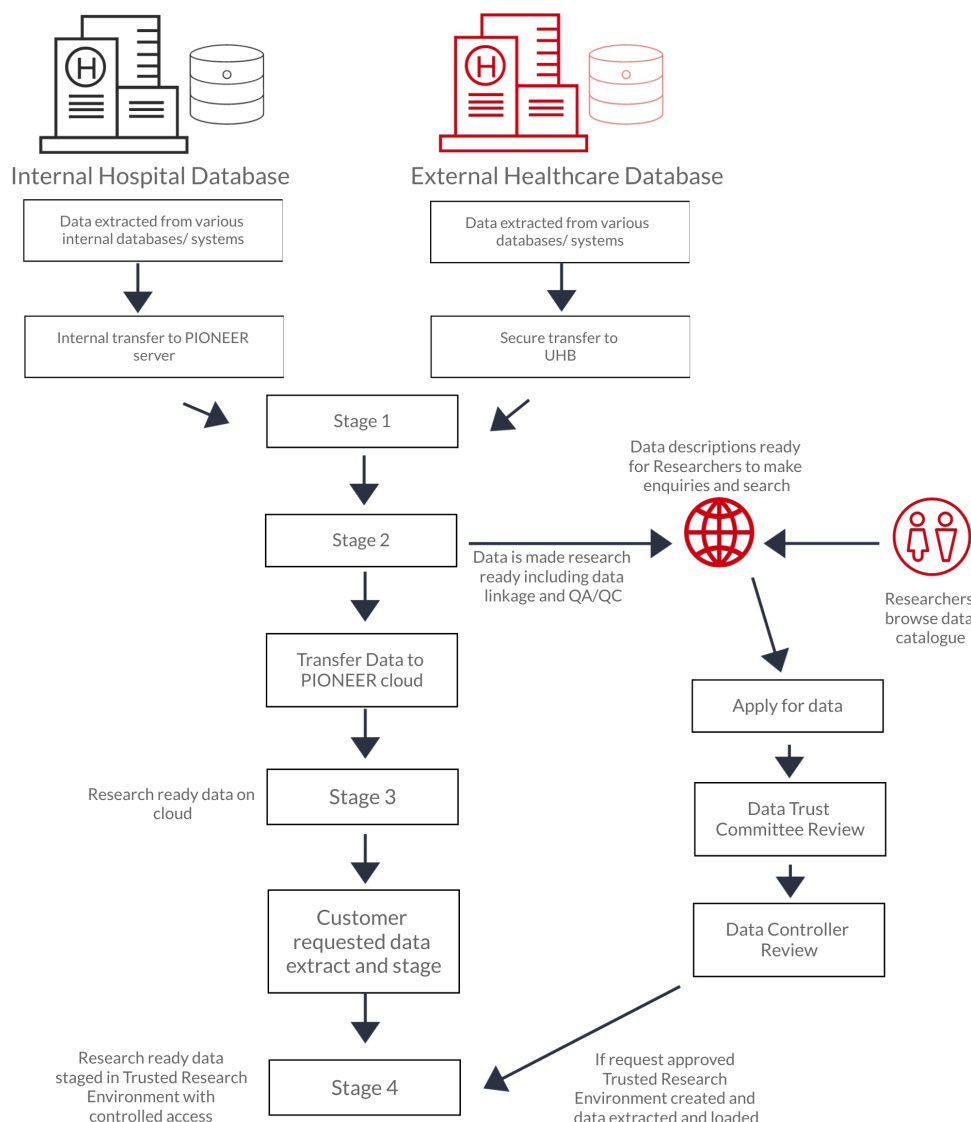 H
H
Internal Hospital Database
External Healthcare Database
Data extracted from various
internal databases/ systems
Data extracted from various
databases/ systems
Internal transfer to PIONEER
server
Secure transfer to
UHB
Stage 1
Data descriptions ready
for Researchers to make
enquiries and search
Stage 2
Data is made research
ready including data
linkage and QA/QC
Researchers
browse data
catalogue
Transfer Data to
PIONEER cloud
Apply for data
Research ready data on
cloud
Stage 3
Data Trust
Committee Review
Customer
requested data
extract and stage
Data Controller
Review
Research ready data
staged in Trusted Research
Environment with
controlled access
Stage 4
If request approved
Trusted Research
Environment created and
data extracted and loaded